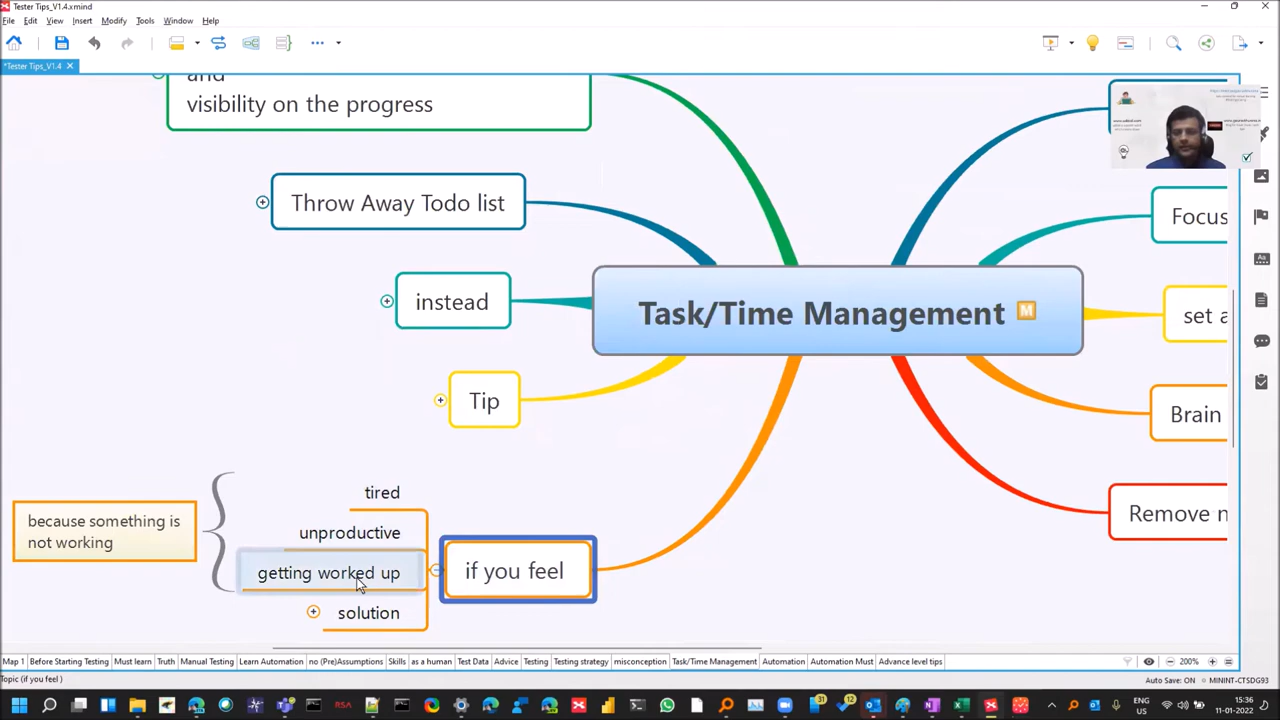 Tester Tips_V1.4.xmind
File Edit View Insert Modify Tools Window Help
*Tester Tips_V1.4
and
visibility on the progress
Throw Away Todo list
instead
Tip
Task/Time Management M
Focus
set a
Brain
Remove n
tired
unproductive
getting worked up
solution
if you feel
because something is
not working
Map 1 Before Starting Testing Must learn Truth Manual Testing Learn Automation no (Pre)Assumptions Skills as a human Test Data Advice Testing Testing strategy misconception Task/Time Management Automation Automation Must Advance level tips
200%
Topic (if you feel )
Auto Save: ON MININT-CTSDG93
RSA
31
12
ENG
US
15:36
11-01-2022